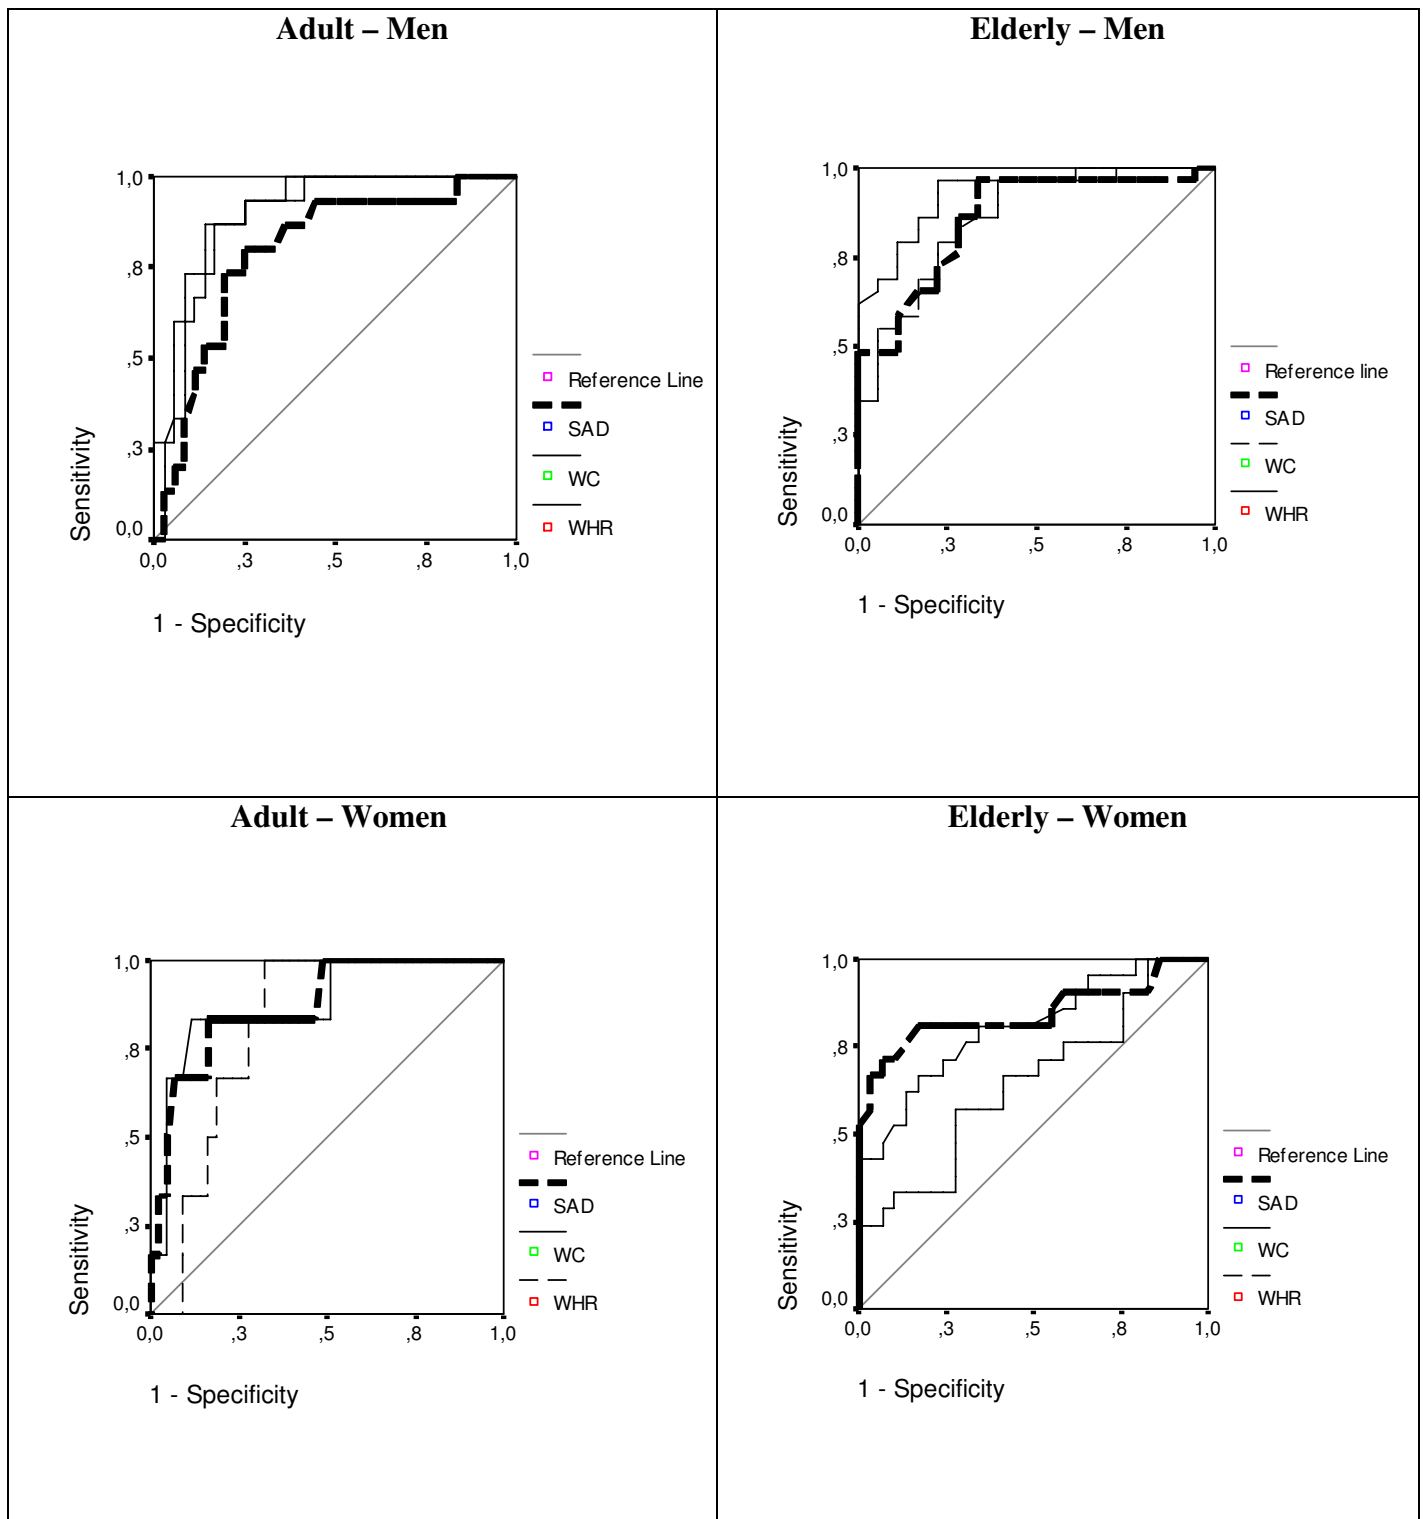 Adult – Men
1,0
,8
,5
,3
0,0
Sensitivity
0,0 ,3 ,5 ,8 1,0
1 - Specificity
Reference Line
SAD
WC
WHR
Elderly – Men
1,0
,8
,5
,3
0,0
Sensitivity
0,0 ,3 ,5 ,8 1,0
1 - Specificity
Reference line
SAD
WC
WHR
Adult – Women
1,0
,8
,5
,3
0,0
Sensitivity
0,0 ,3 ,5 ,8 1,0
1 - Specificity
Reference Line
SAD
WC
WHR
Elderly – Women
1,0
,8
,5
,3
0,0
Sensitivity
0,0 ,3 ,5 ,8 1,0
1 - Specificity
Reference Line
SAD
WC
WHR